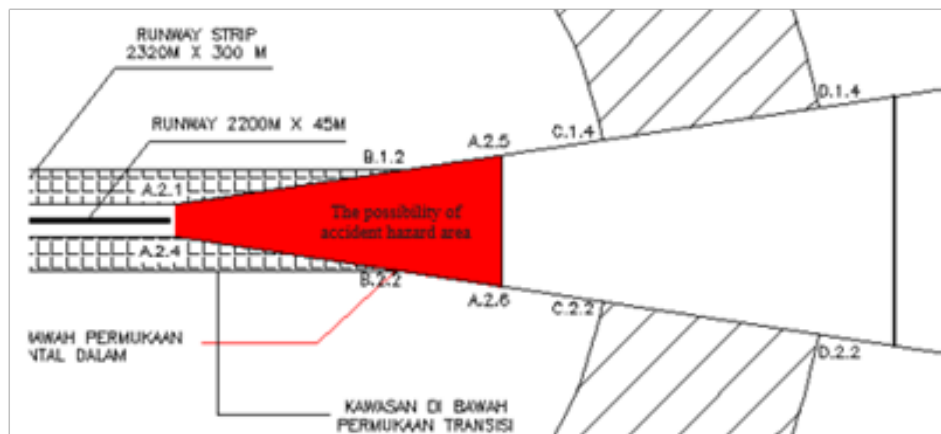 RUNWAY STRIP
2320M X 300 M
RUNWAY 2200M X 45M
D.1.4
C.1.4
A.2.5
B.1.2
A.2.1
The possibility of
accident hazard area
A.2.4
B.2.2
A.2.6
C.2.2
D.2.2
AWAH PERMUKAAN
NTAL DALAM
KAWASAN DI BAWAH
PERMUKAAN TRANSISI